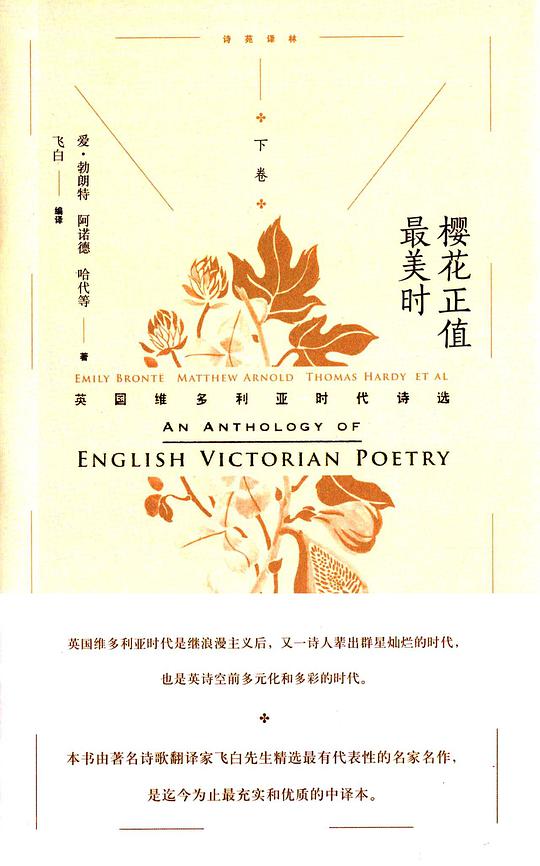 诗苑译林
下卷
樱花正值
最美时
爱·勃朗特 阿诺德 哈代等 著
飞白 编译
EMILY BRONTË MATTHEW ARNOLD THOMAS HARDY ET AL
英国维多利亚时代诗选
AN ANTHOLOGY OF
ENGLISH VICTORIAN POETRY
英国维多利亚时代是继浪漫主义后，又一诗人辈出群星灿烂的时代，
也是英诗空前多元化和多彩的时代。
本书由著名诗歌翻译家飞白先生精选最有代表性的名家名作，
是迄今为止最充实和优质的中译本。